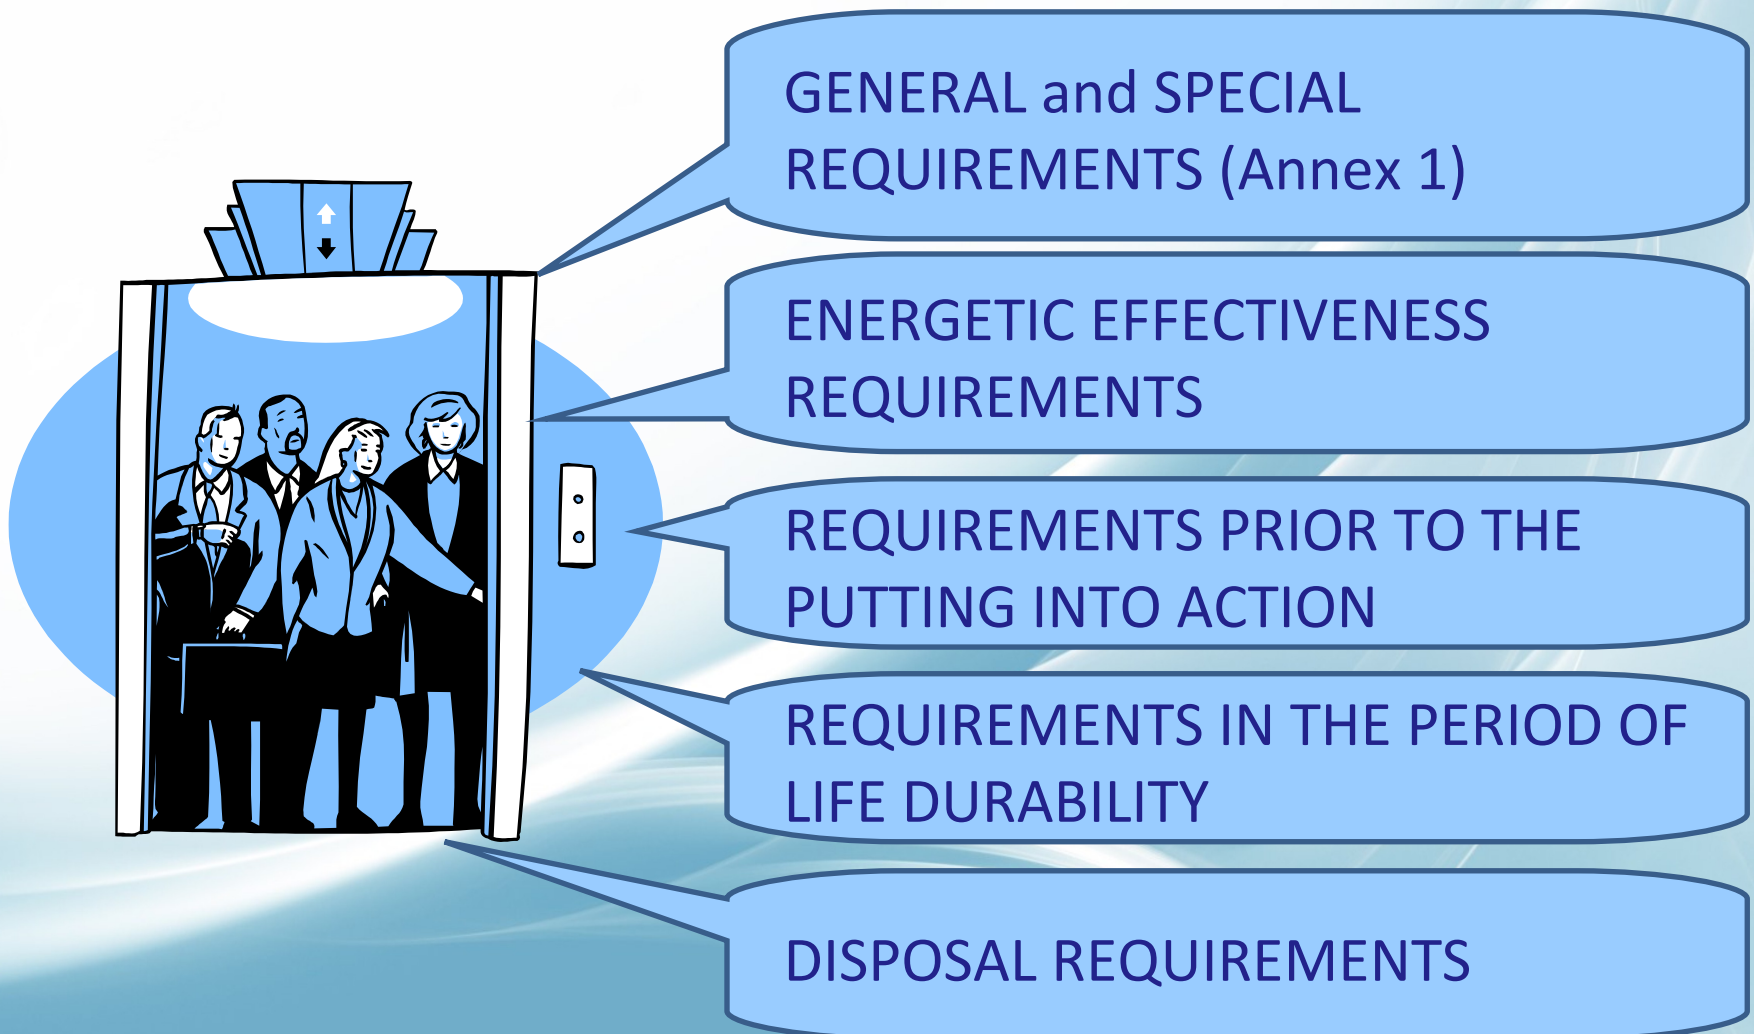 GENERAL and SPECIAL
REQUIREMENTS (Annex 1)
ENERGETIC EFFECTIVENESS
REQUIREMENTS
REQUIREMENTS PRIOR TO THE
PUTTING INTO ACTION
REQUIREMENTS IN THE PERIOD OF
LIFE DURABILITY
DISPOSAL REQUIREMENTS